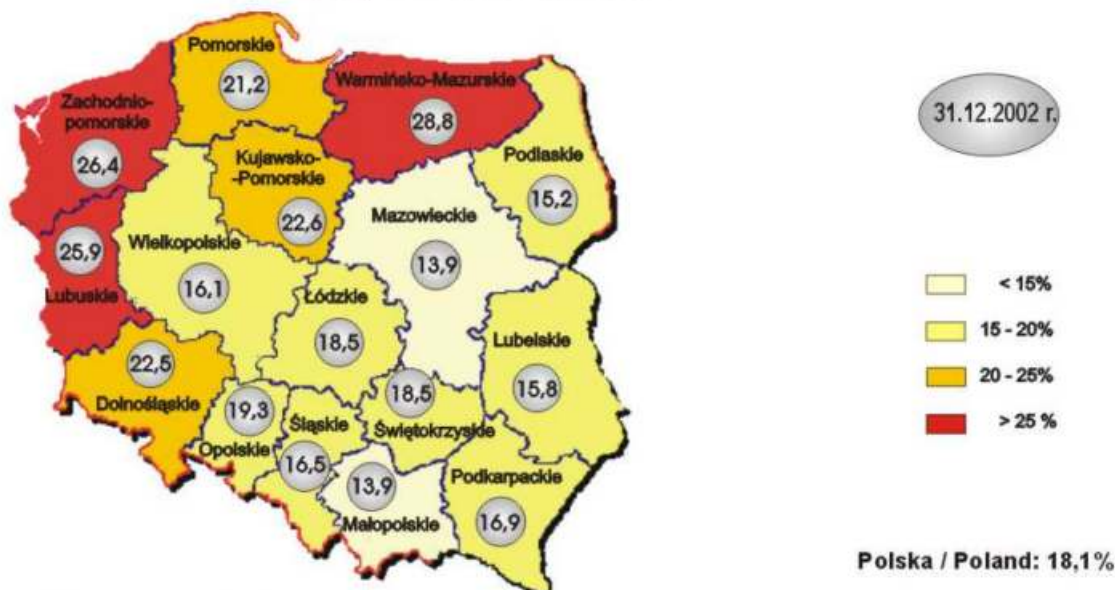 Pomorskie
21,2
Warmińsko-Mazurskie
28,8
Zachodnio-
pomorskie
26,4
Kujawsko-
-Pomorskie
22,6
Podlaskie
15,2
31.12.2002 r.
Mazowieckie
13,9
25,9
Lubuskie
Wielkopolskie
16,1
Łódzkie
18,5
Lubelskie
15,8
22,5
Dolnośląskie
19,3
Opolskie
Śląskie
16,5
18,5
Świętokrzyskie
13,9
Małopolskie
Podkarpackie
16,9
< 15%
15 - 20%
20 - 25%
> 25 %
Polska / Poland: 18,1%